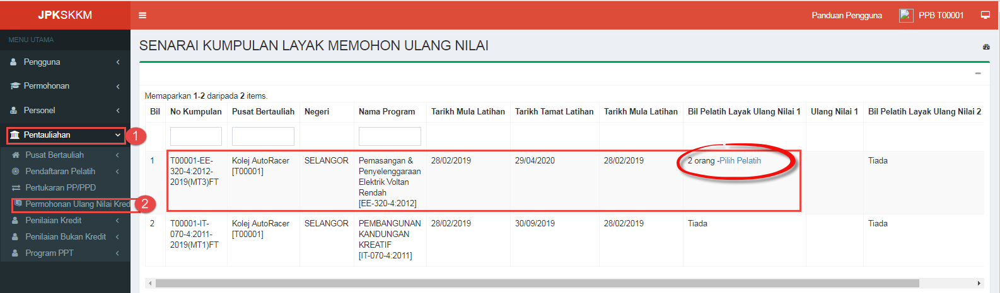 JPKSKKM
Panduan Pengguna
PPB T00001
MENU UTAMA
Pengguna
Permohonan
Personel
Pentauliahan
1
Pusat Bertauliah
Pendaftaran Pelatih
Pertukaran PP/PPD
Permohonan Ulang Nilai Kred
2
Penilaian Kredit
Penilaian Bukan Kredit
Program PPT
SENARAI KUMPULAN LAYAK MEMOHON ULANG NILAI
Memaparkan 1-2 daripada 2 items.
Bil No Kumpulan Pusat Bertauliah Negeri Nama Program Tarikh Mula Latihan Tarikh Tamat Latihan Tarikh Mula Latihan Bil Pelatih Layak Ulang Nilai 1 Ulang Nilai 1 Bil Pelatih Layak Ulang Nilai 2
1 T00001-EE- Kolej AutoRacer SELANGOR Pemasangan & 28/02/2019 29/04/2020 28/02/2019 2 orang -Pilih Pelatih Tiada
320-4:2012- [T00001] Penyelenggaraan
2019(MT3)FT Elektrik Voltan
Rendah
[EE-320-4:2012]
2 T00001-IT- Kolej AutoRacer SELANGOR PEMBANGUNAN 28/02/2019 30/09/2019 28/02/2019 Tiada Tiada
070-4:2011- [T00001] KANDUNGAN
2019(MT1)FT KREATIF
[IT-070-4:2011]